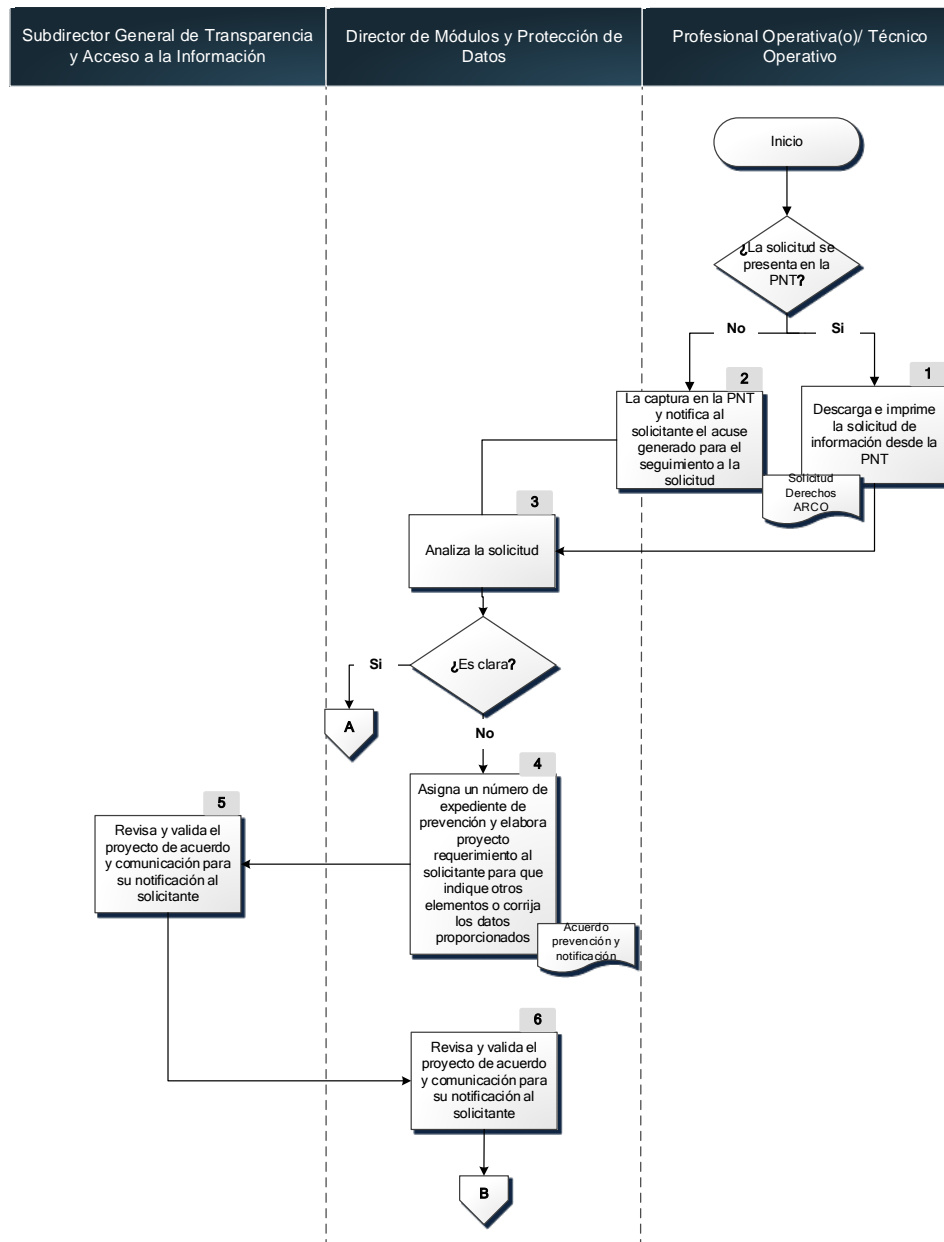 Subdirector General de Transparencia
y Acceso a la Información
Director de Módulos y Protección de
Datos
Profesional Operativa(o)/ Técnico
Operativo
Inicio
¿La solicitud se
presenta en la
PNT?
No
Si
2
La captura en la PNT
y notifica al
solicitante el acuse
generado para el
seguimiento a la
solicitud
1
Descarga e imprime
la solicitud de
información desde la
PNT
Solicitud
Derechos
ARCO
3
Analiza la solicitud
¿Es clara?
Si
A
No
4
Asigna un número de
expediente de
prevención y elabora
proyecto
requerimiento al
solicitante para que
indique otros
elementos o corrija
los datos
proporcionados
Acuerdo
prevención y
notificación
5
Revisa y valida el
proyecto de acuerdo
y comunicación para
su notificación al
solicitante
6
Revisa y valida el
proyecto de acuerdo
y comunicación para
su notificación al
solicitante
B